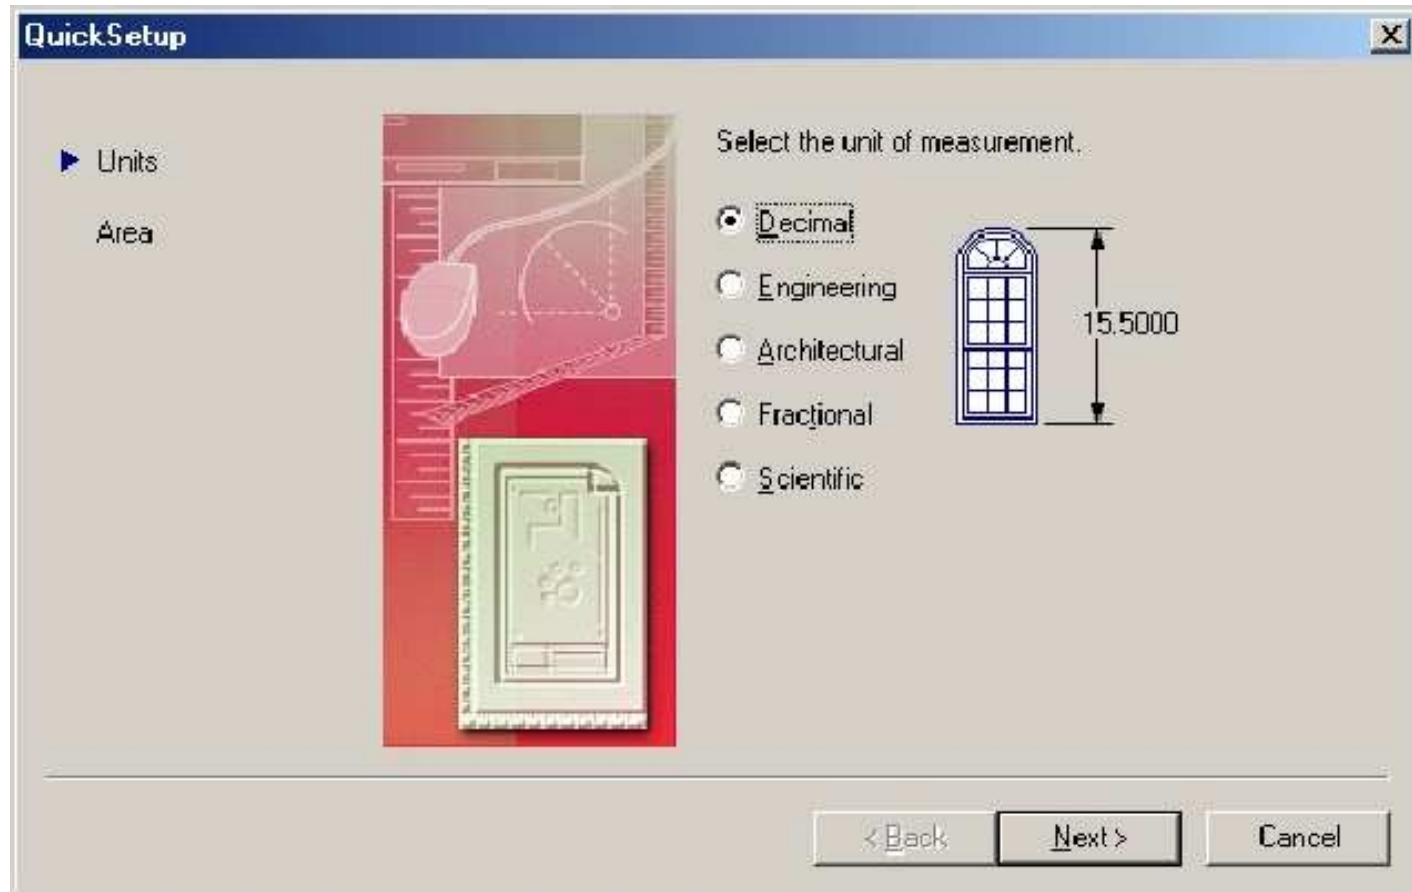 QuickSetup
Units
Area
Select the unit of measurement.
Decimal
Engineering
Architectural
Fractional
Scientific
15.5000
< Back
Next >
Cancel